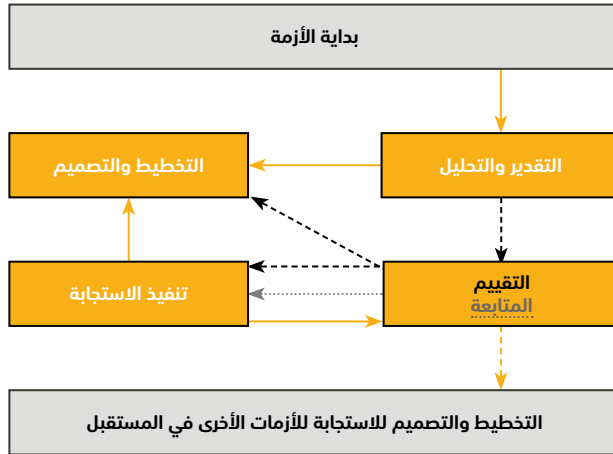 بداية الأزمة
التقدير والتحليل
التخطيط والتصميم
التقييم
المتابعة
تنفيذ الاستجابة
التخطيط والتصميم للاستجابة للأزمات الأخرى في المستقبل